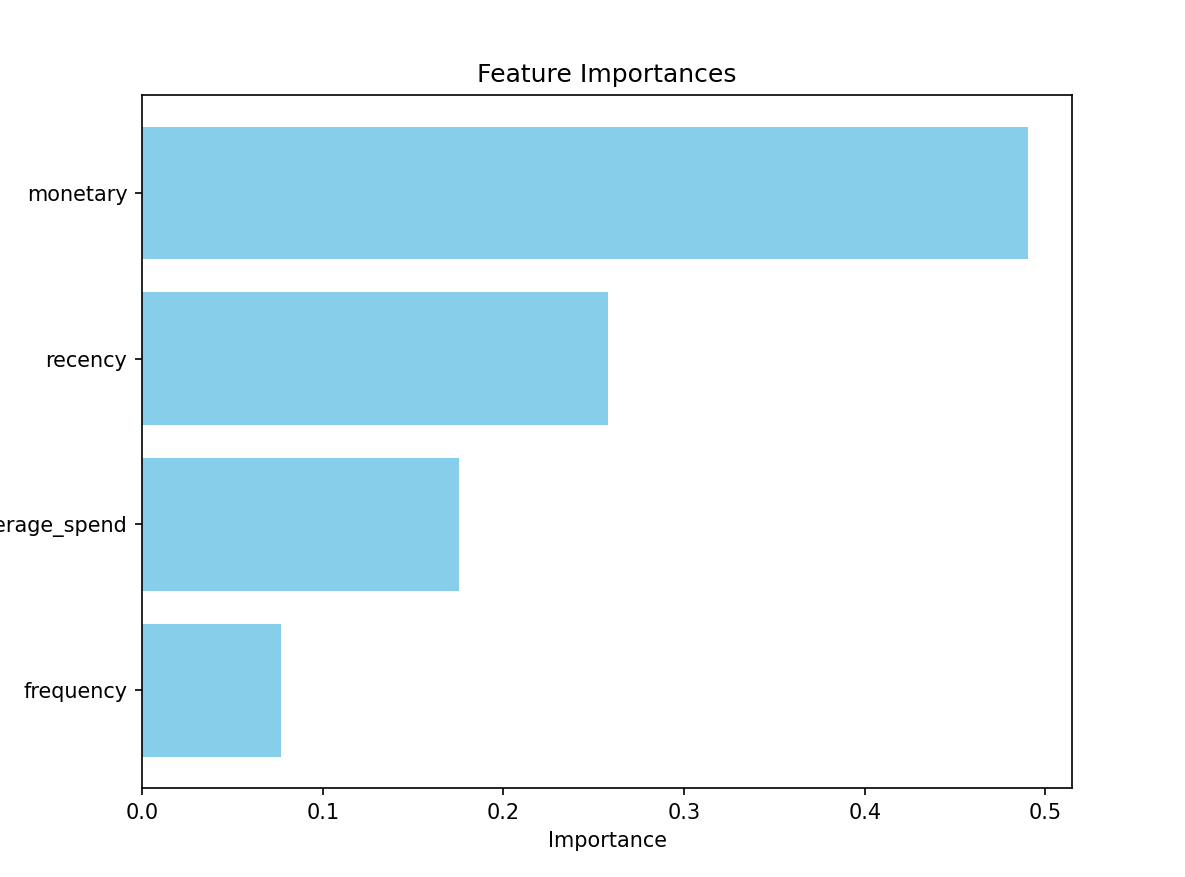 Feature Importances
monetary
recency
erage_spend
frequency
0.0 0.1 0.2 0.3 0.4 0.5
Importance